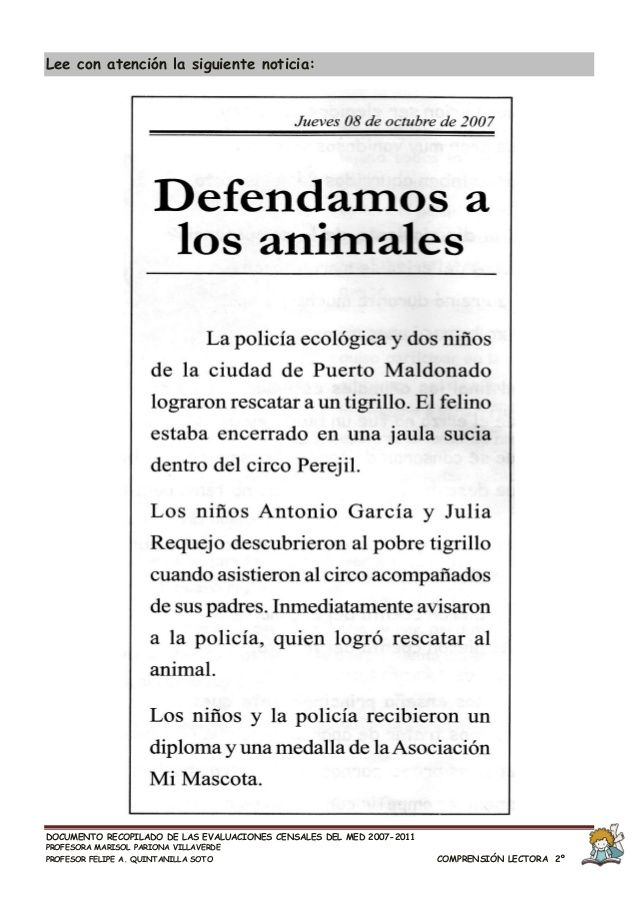 Lee con atención la siguiente noticia:
Jueves 08 de octubre de 2007
Defendamos a
los animales
La policía ecológica y dos niños
de la ciudad de Puerto Maldonado
lograron rescatar a un tigrillo. El felino
estaba encerrado en una jaula sucia
dentro del circo Perejil.
Los niños Antonio García y Julia
Requejo descubrieron al pobre tigrillo
cuando asistieron al circo acompañados
de sus padres. Inmediatamente avisaron
a la policía, quien logró rescatar al
animal.
Los niños y la policía recibieron un
diploma y una medalla de la Asociación
Mi Mascota.
DOCUMENTO RECOPILADO DE LAS EVALUACIONES CENSALES DEL MED 2007-2011
PROFESORA MARISOL PARIONA VILLAVERDE
PROFESOR FELIPE A. QUINTANILLA SOTO COMPRENSIÓN LECTORA 2º